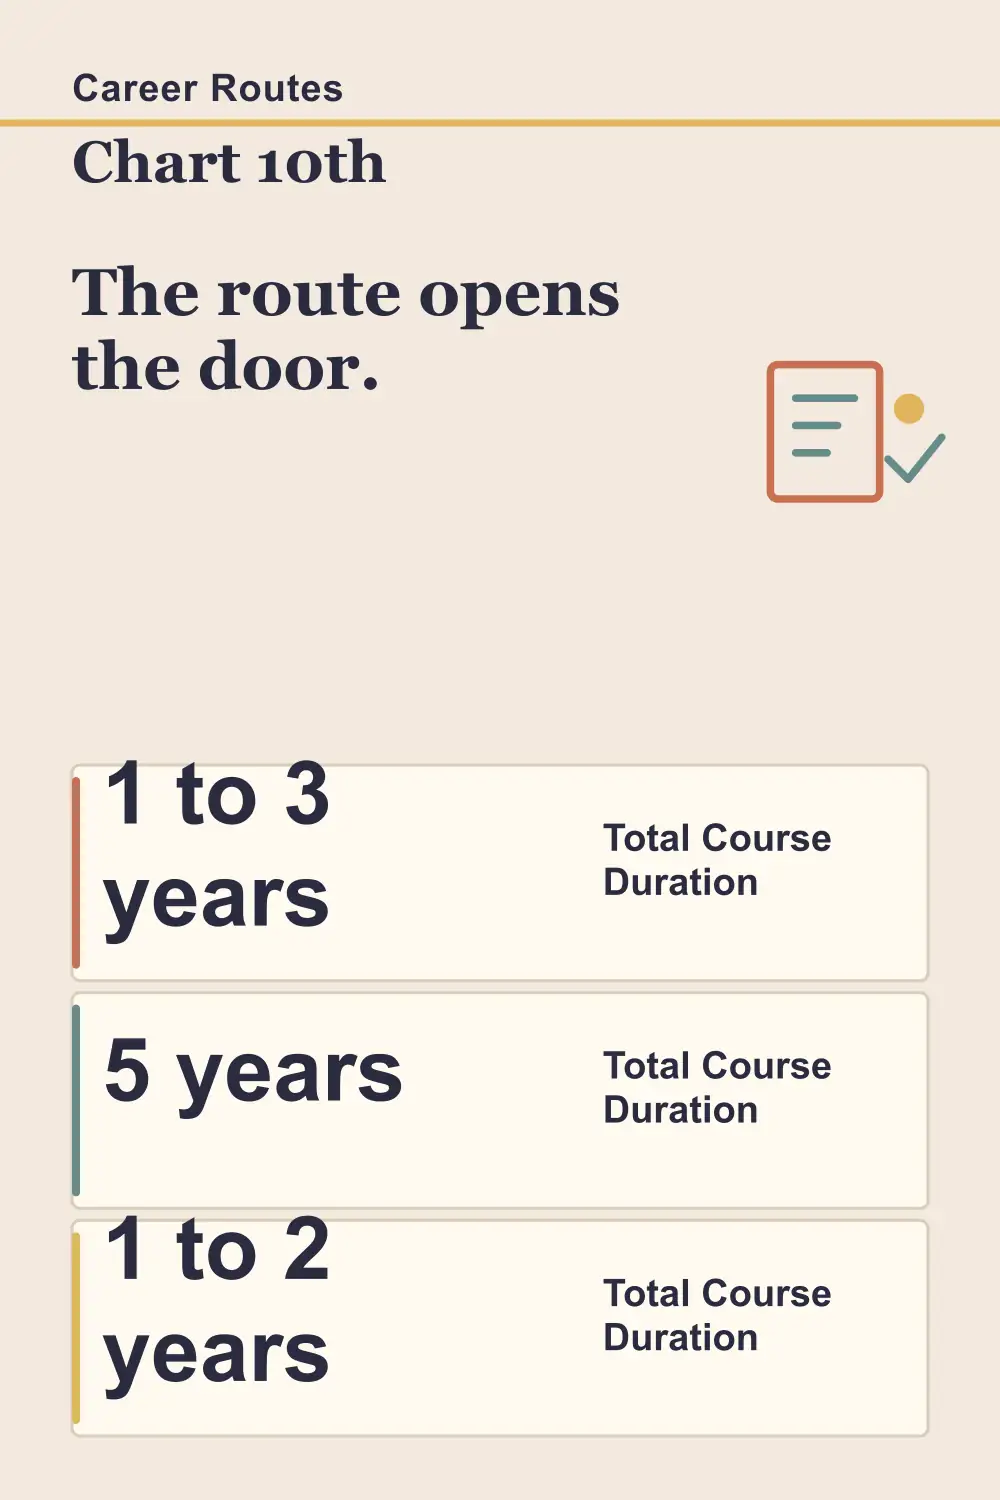 Career Routes
Chart 10th
The route opens
the door.
1 to 3
years
Total Course
Duration
5 years
Total Course
Duration
1 to 2
years
Total Course
Duration